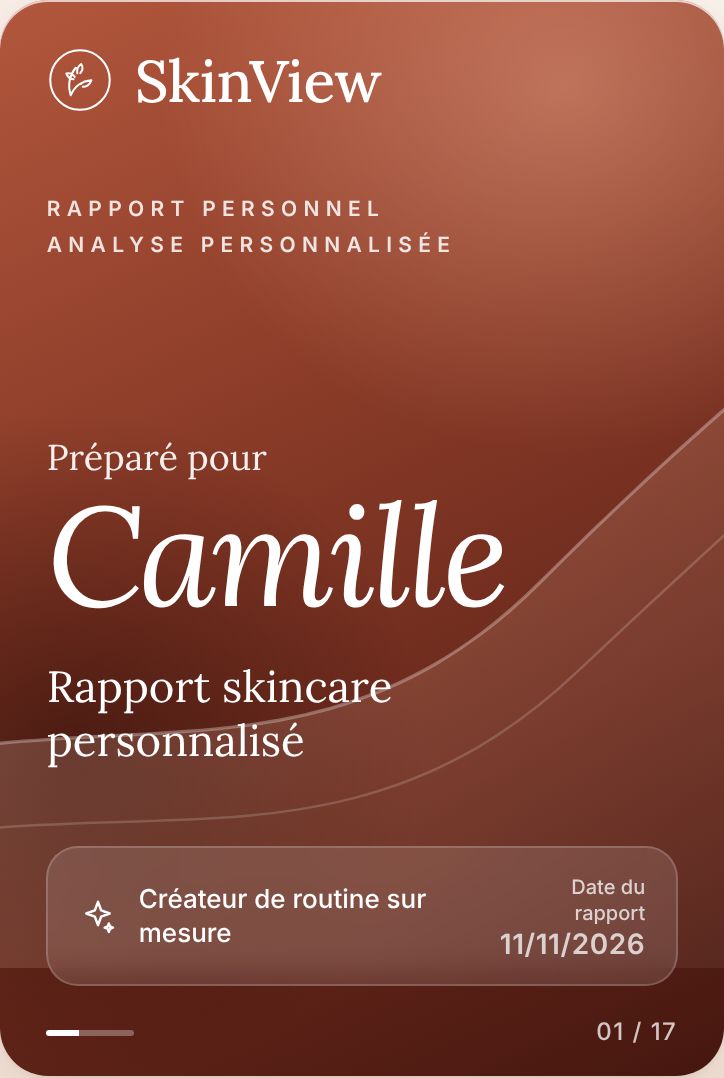 SkinView
RAPPORT PERSONNEL
ANALYSE PERSONNALISÉE
Préparé pour
Camille
Rapport skincare
personnalisé
Créateur de routine sur
mesure
Date du
rapport
11/11/2026
01 / 17